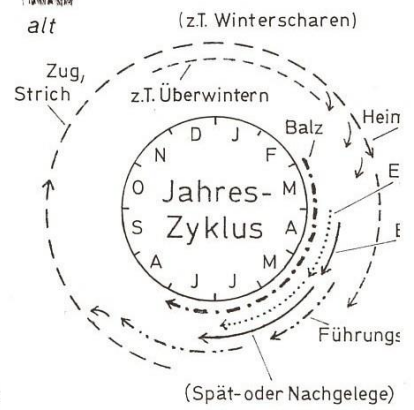 alt
(z.T. Winterscharen)
Zug,
Strich
z.T. Überwintern
Heim
Balz
D J
N F
O M
S A
A M
J J
Jahres-
Zyklus
E
Führungs
(Spät- oder Nachgelege)